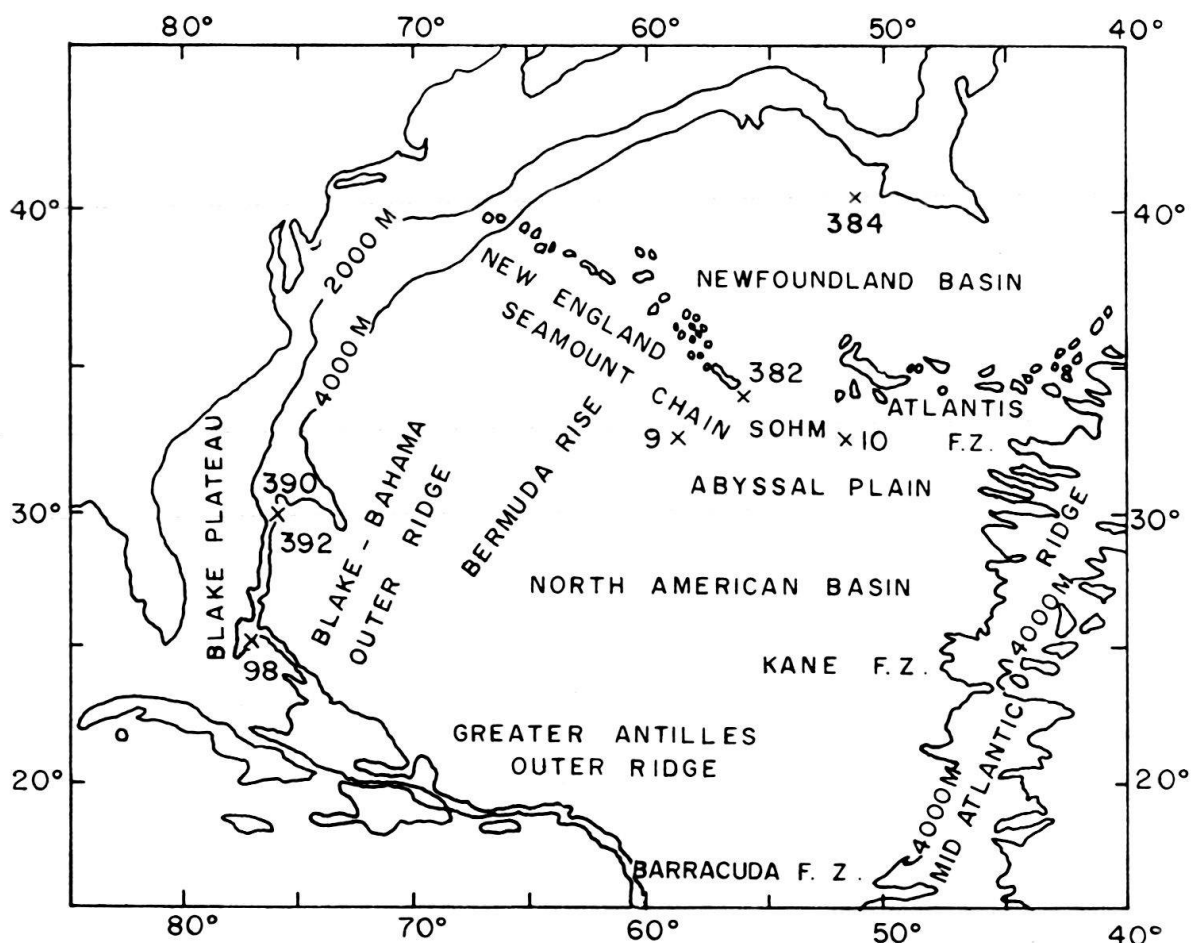 80° 70° 60° 50° 40°
40°
40°
2000 M
4000 M
384
NEWFOUNDLAND BASIN
NEW ENGLAND
SEAMOUNT CHAIN
382
SOHM
9×
×10
ATLANTIS
F.Z.
ABYSSAL PLAIN
BLAKE PLATEAU
390
392
30°
30°
BLAKE - BAHAMA
OUTER RIDGE
BERMUDA RISE
NORTH AMERICAN BASIN
98
KANE F.Z.
4000M
MID ATLANTIC RIDGE
4000M
GREATER ANTILLES
OUTER RIDGE
20°
20°
BARRACUDA F. Z.
80° 70° 60° 50° 40°